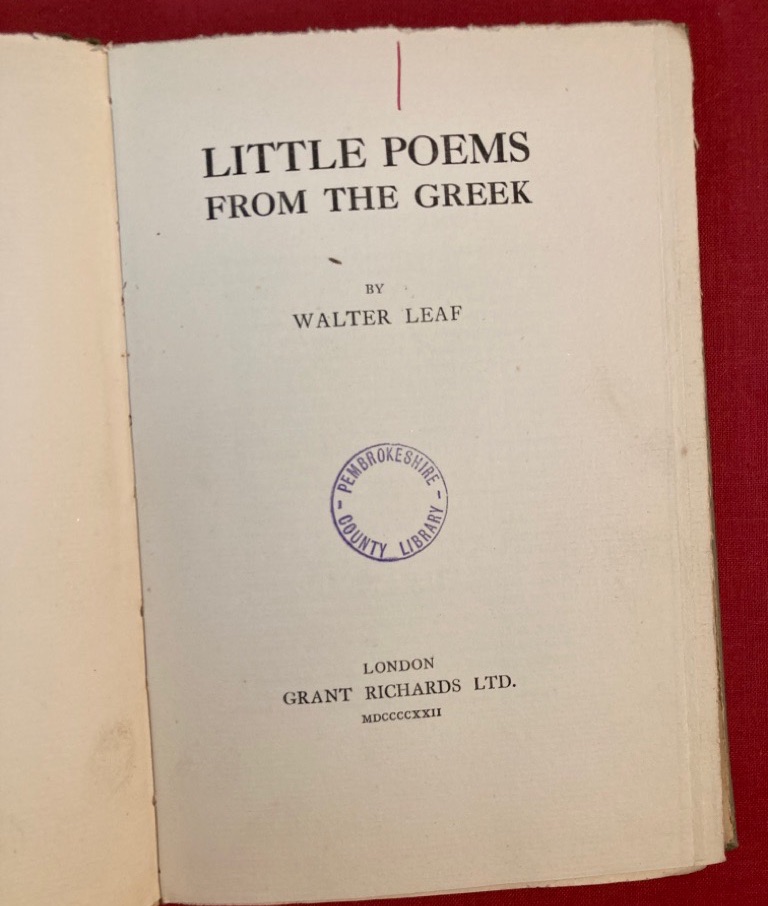 LITTLE POEMS
FROM THE GREEK
BY
WALTER LEAF
PEMBROKESHIRE
COUNTY LIBRARY
LONDON
GRANT RICHARDS LTD.
MDCCCCXXII